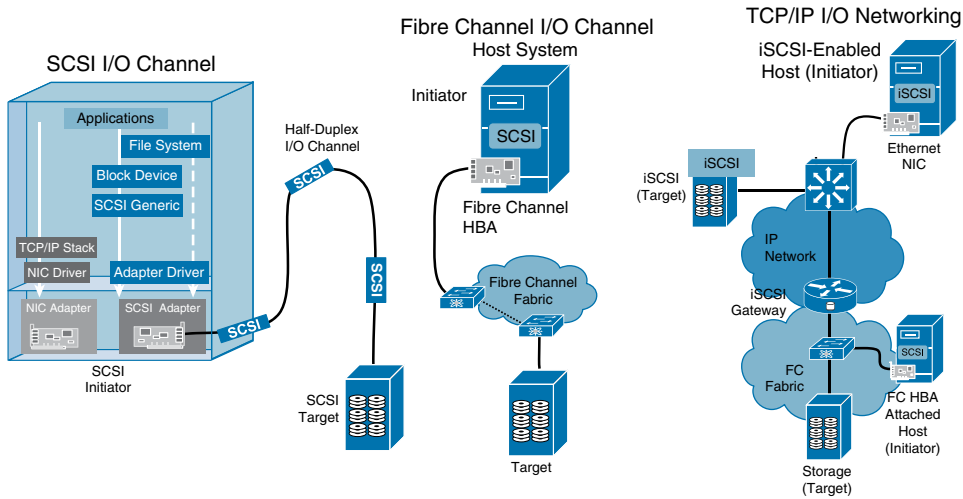 SCSI I/O Channel
Applications
File System
Block Device
SCSI Generic
TCP/IP Stack
NIC Driver
Adapter Driver
NIC Adapter
SCSI Adapter
SCSI
Initiator
Half-Duplex
I/O Channel
SCSI
SCSI
SCSI
SCSI
Target
Fibre Channel I/O Channel
Host System
Initiator
SCSI
Fibre Channel
HBA
Fibre Channel
Fabric
Target
TCP/IP I/O Networking
iSCSI-Enabled
Host (Initiator)
iSCSI
Ethernet
NIC
iSCSI
iSCSI
(Target)
IP
Network
iSCSI
Gateway
FC
Fabric
SCSI
FC HBA
Attached
Host
(Initiator)
Storage
(Target)